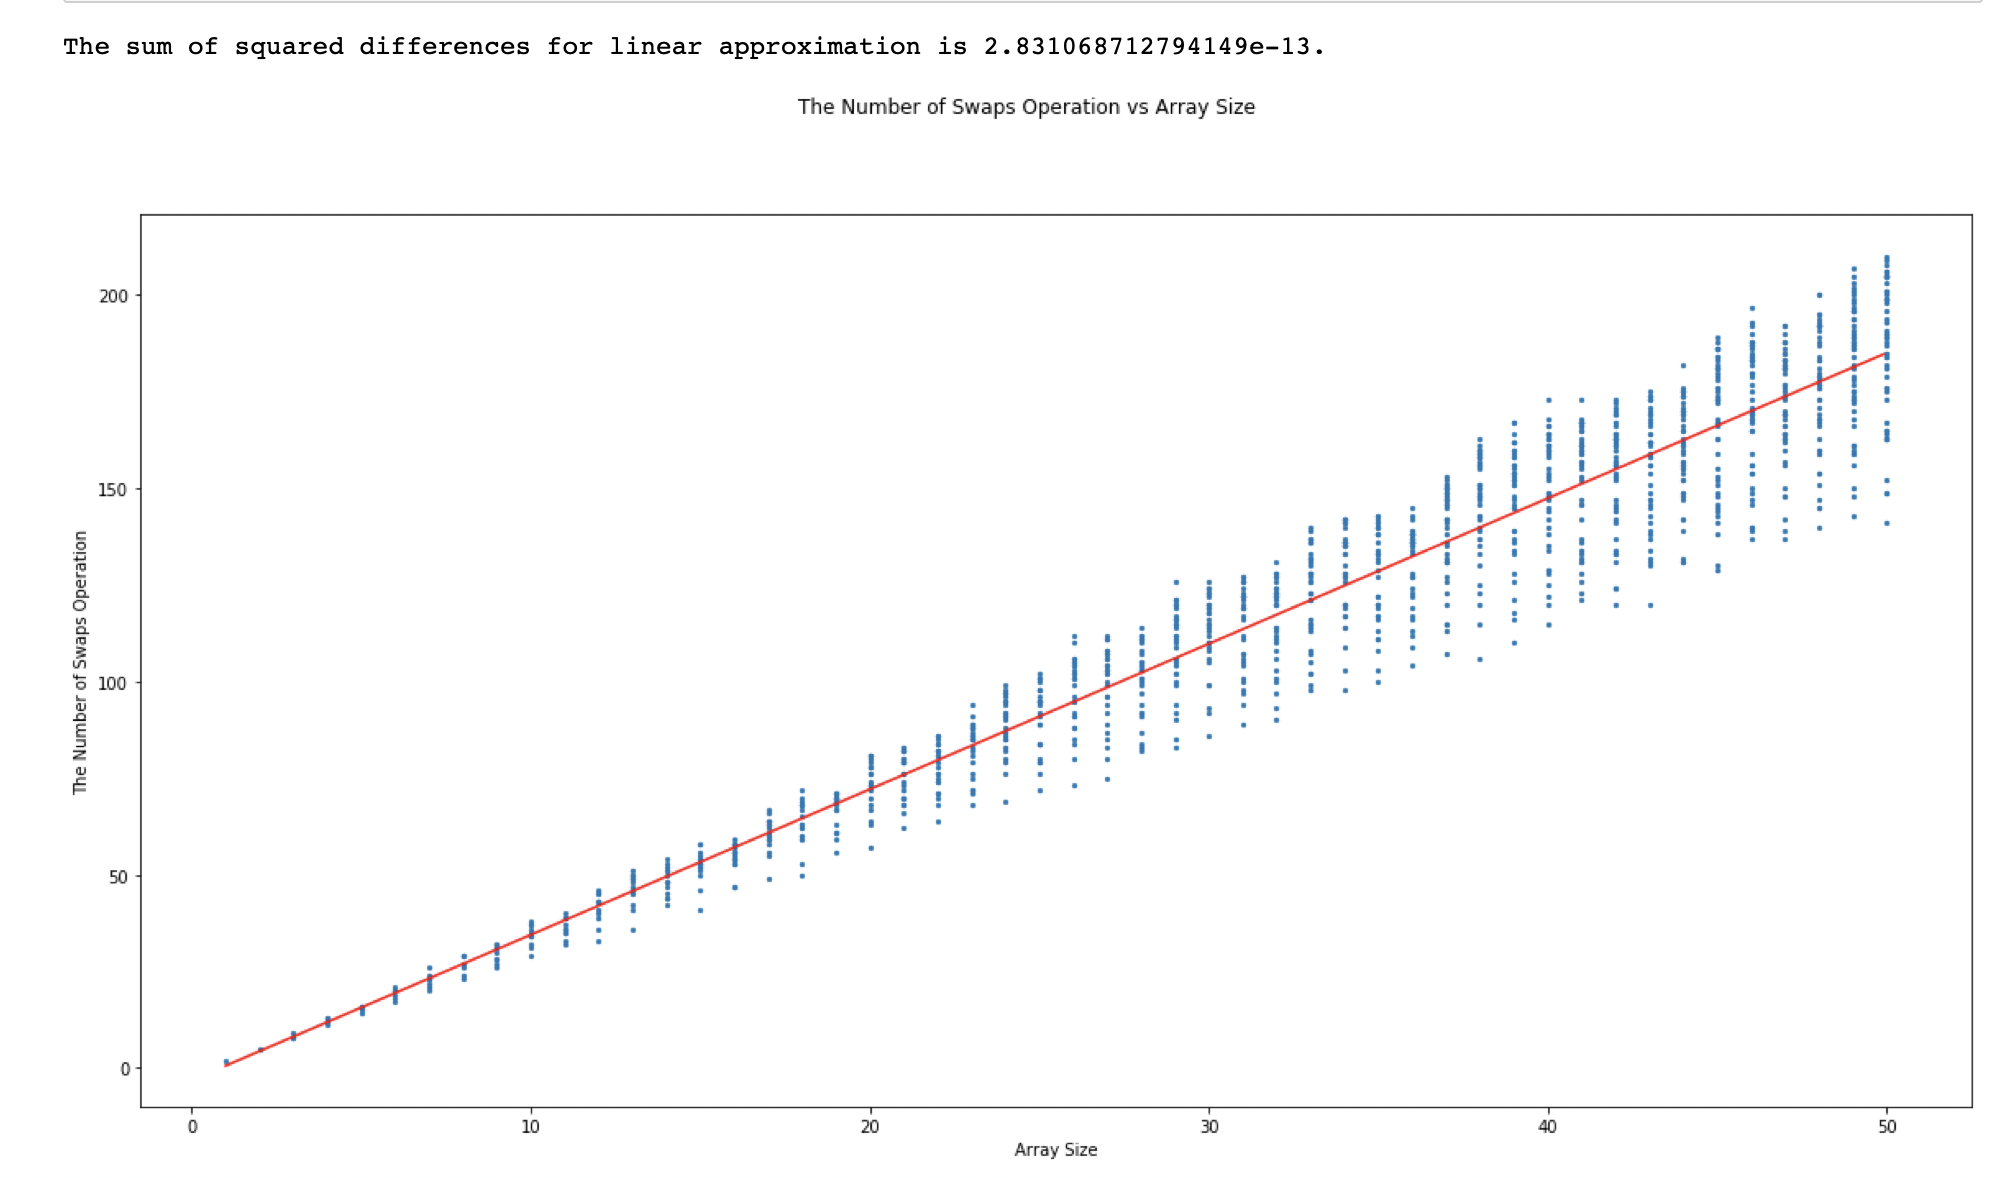 The sum of squared differences for linear approximation is 2.831068712794149e-13.
The Number of Swaps Operation vs Array Size
200
150
100
50
0
The Number of Swaps Operation
0 10 20 30 40 50
Array Size